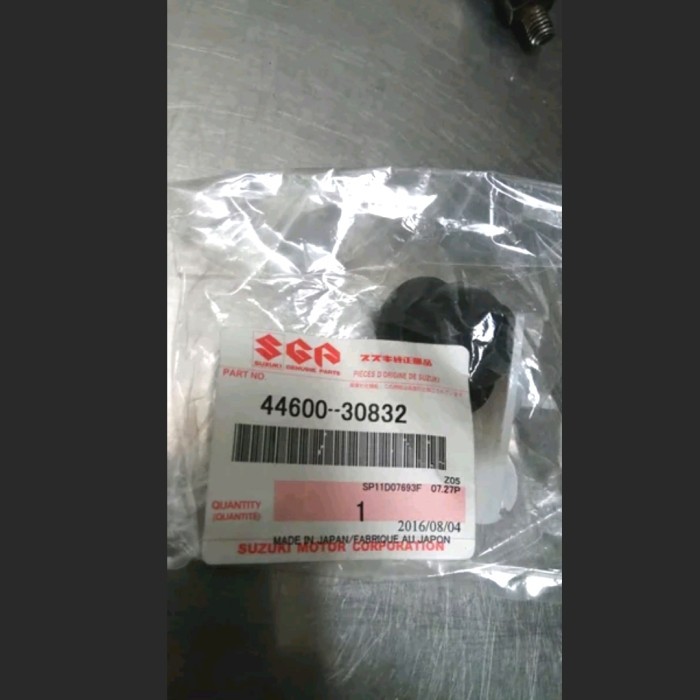 SGP
SUZUKI GENUINE PARTS
スズキ純正部品
PART NO.
PIECES D'ORIGINE DE SUZUKI
44600--30832
Z05
SP11D07693F 07.27P
QUANTITY
(QUANTITÉ)
1
2016/08/04
MADE IN JAPAN/FABRIQUE AU JAPON
SUZUKI MOTOR CORPORATION